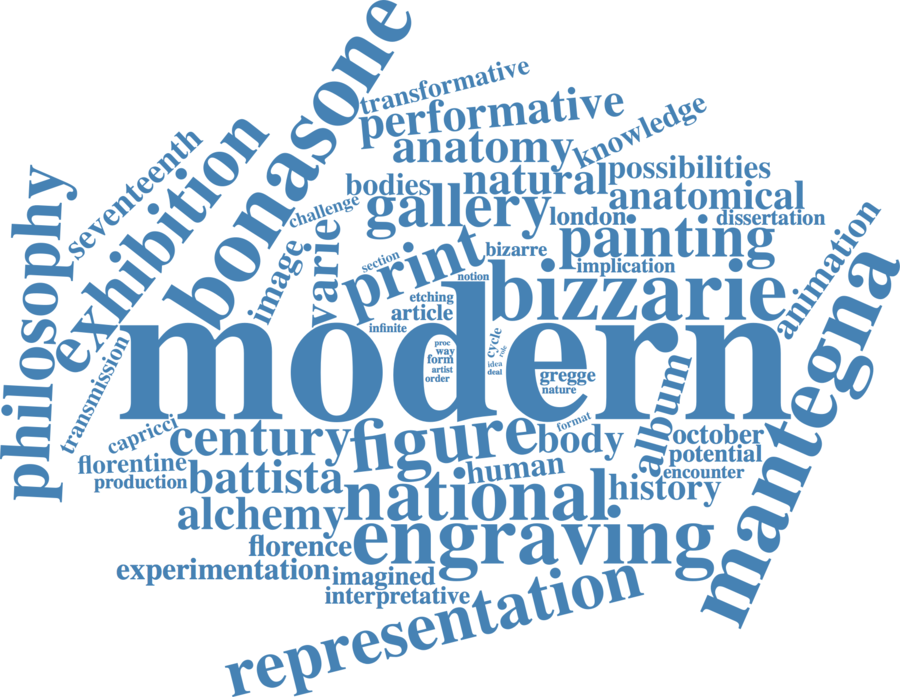 bonasone
transformative
performative
knowledge
exhibition
seventeenth
anatomy
philosophy
bodies
natural
possibilities
challenge
gallery
anatomical
london
dissertation
image
varie
print
bizarre
painting
animation
section
notion
implication
bizzarie
mantegna
etching
article
infinite
modern
proc
way
form
artist
order
cycle
role
idea
deal
gregge
nature
transmission
album
capricci
century
figure
format
body
october
florentine
potential
production
battista
human
encounter
national
history
alchemy
florence
engraving
experimentation
imagined
interpretative
representation